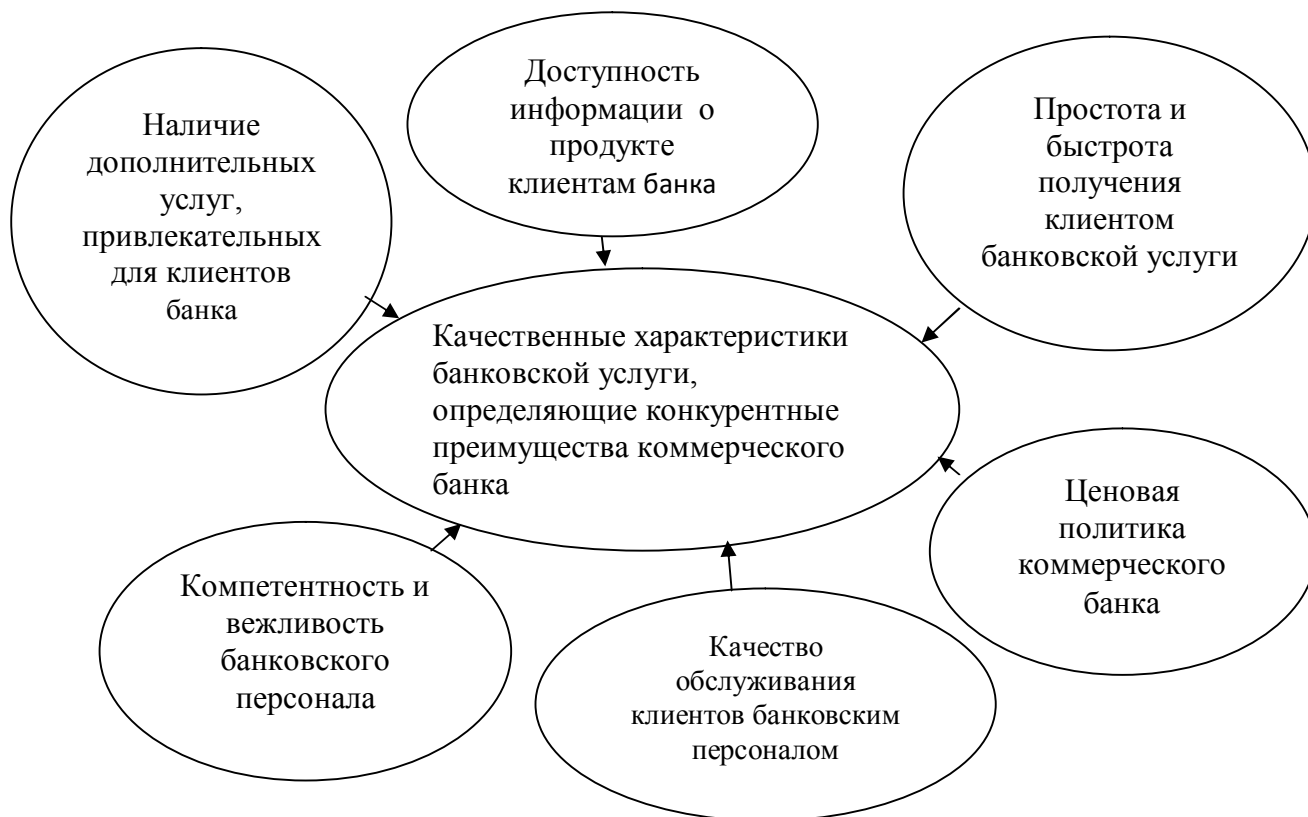 Наличие
дополнительных
услуг,
привлекательных
для клиентов
банка
Доступность
информации о
продукте
клиентам банка
Простота и
быстрота
получения
клиентом
банковской услуги
Качественные характеристики
банковской услуги,
определяющие конкурентные
преимущества коммерческого
банка
Ценовая
политика
коммерческого
банка
Компетентность и
вежливость
банковского
персонала
Качество
обслуживания
клиентов банковским
персоналом